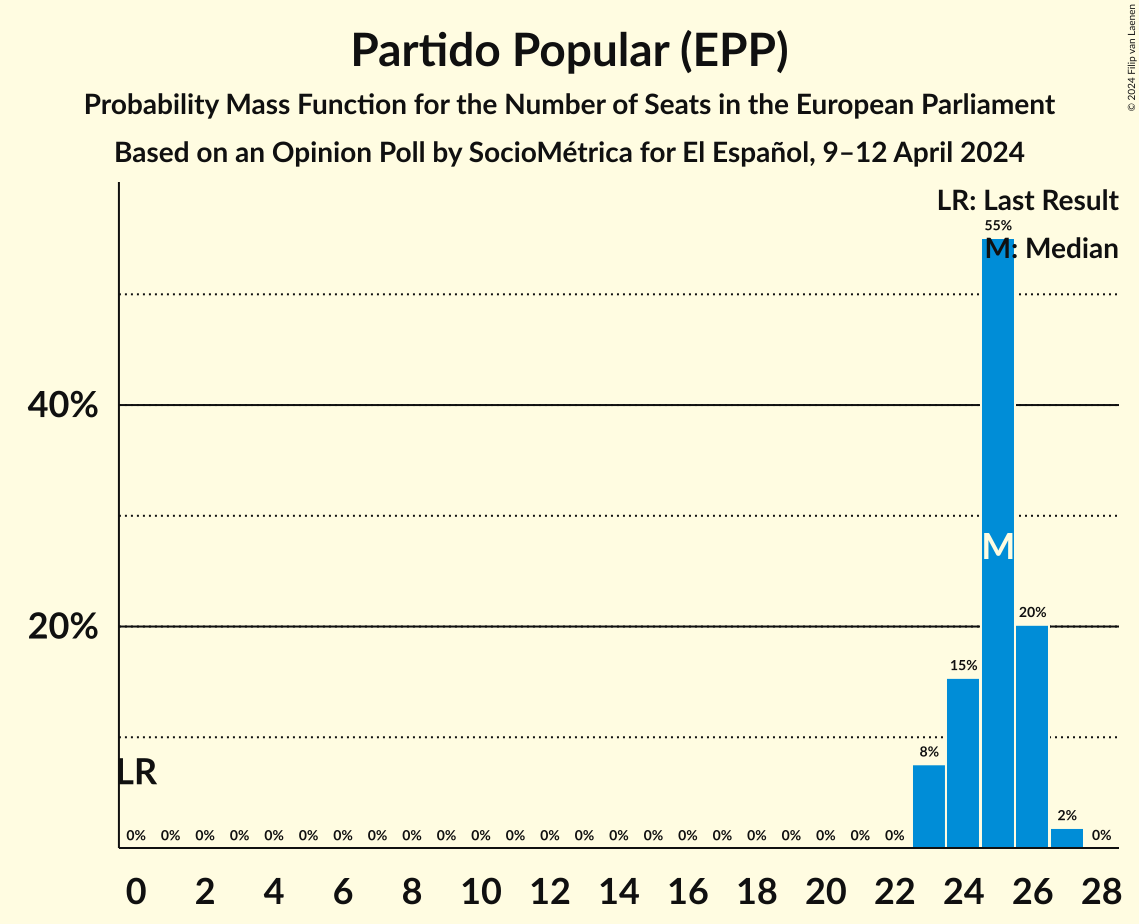 Partido Popular (EPP)
Probability Mass Function for the Number of Seats in the European Parliament
Based on an Opinion Poll by SocioMétrica for El Español, 9–12 April 2024
© 2024 Filip van Laenen
LR: Last Result
55%
M: Median
40%
M
20%
20%
15%
8%
LR
2%
0% 0% 0% 0% 0% 0% 0% 0% 0% 0% 0% 0% 0% 0% 0% 0% 0% 0% 0% 0% 0% 0% 0% 0%
0 2 4 6 8 10 12 14 16 18 20 22 24 26 28